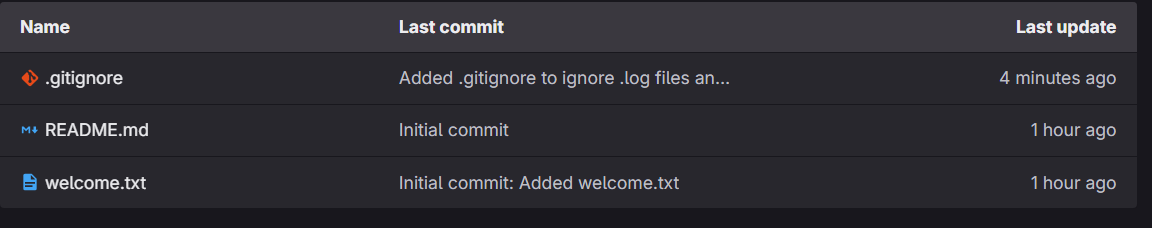 Name Last commit Last update
.gitignore Added .gitignore to ignore .log files an... 4 minutes ago
README.md Initial commit 1 hour ago
welcome.txt Initial commit: Added welcome.txt 1 hour ago